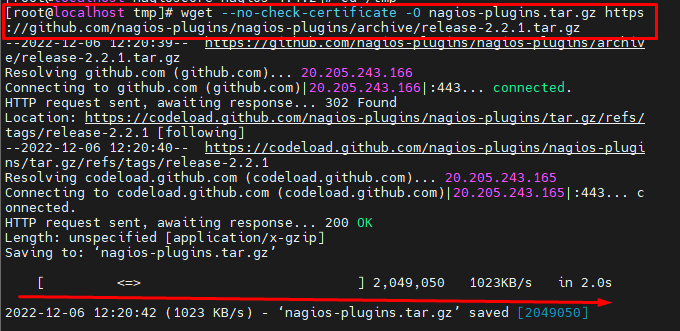 [root@localhost tmp]# wget --no-check-certificate -O nagios-plugins.tar.gz https
://github.com/nagios-plugins/nagios-plugins/archive/release-2.2.1.tar.gz
--2022-12-06 12:20:39--  https://github.com/nagios-plugins/nagios-plugins/archiv
e/release-2.2.1.tar.gz
Resolving github.com (github.com)... 20.205.243.166
Connecting to github.com (github.com)|20.205.243.166|:443... connected.
HTTP request sent, awaiting response... 302 Found
Location: https://codeload.github.com/nagios-plugins/nagios-plugins/tar.gz/refs/
tags/release-2.2.1 [following]
--2022-12-06 12:20:40--  https://codeload.github.com/nagios-plugins/nagios-plugi
ns/tar.gz/refs/tags/release-2.2.1
Resolving codeload.github.com (codeload.github.com)... 20.205.243.165
Connecting to codeload.github.com (codeload.github.com)|20.205.243.165|:443... c
onnected.
HTTP request sent, awaiting response... 200 OK
Length: unspecified [application/x-gzip]
Saving to: ‘nagios-plugins.tar.gz’
[          <=>                             ] 2,049,050   1023KB/s   in 2.0s
2022-12-06 12:20:42 (1023 KB/s) - ‘nagios-plugins.tar.gz’ saved [2049050]